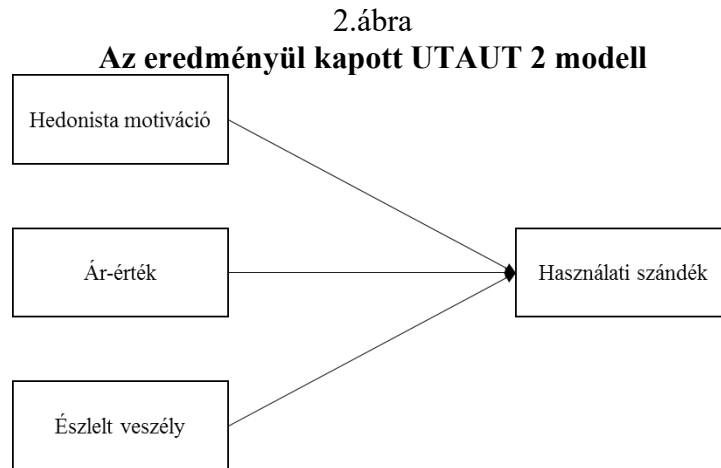 2.ábra
Az eredményül kapott UTAUT 2 modell
Hedonista motiváció
Ár-érték
Használati szándék
Észlelt veszély